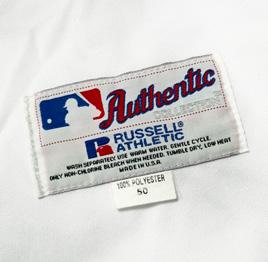 Authentic
COLLECTION
RUSSELL
ATHLETIC
WASH SEPARATELY. USE WARM WATER. GENTLE CYCLE.
ONLY NON-CHLORINE BLEACH WHEN NEEDED. TUMBLE DRY, LOW HEAT
MADE IN U.S.A.
100% POLYESTER
50